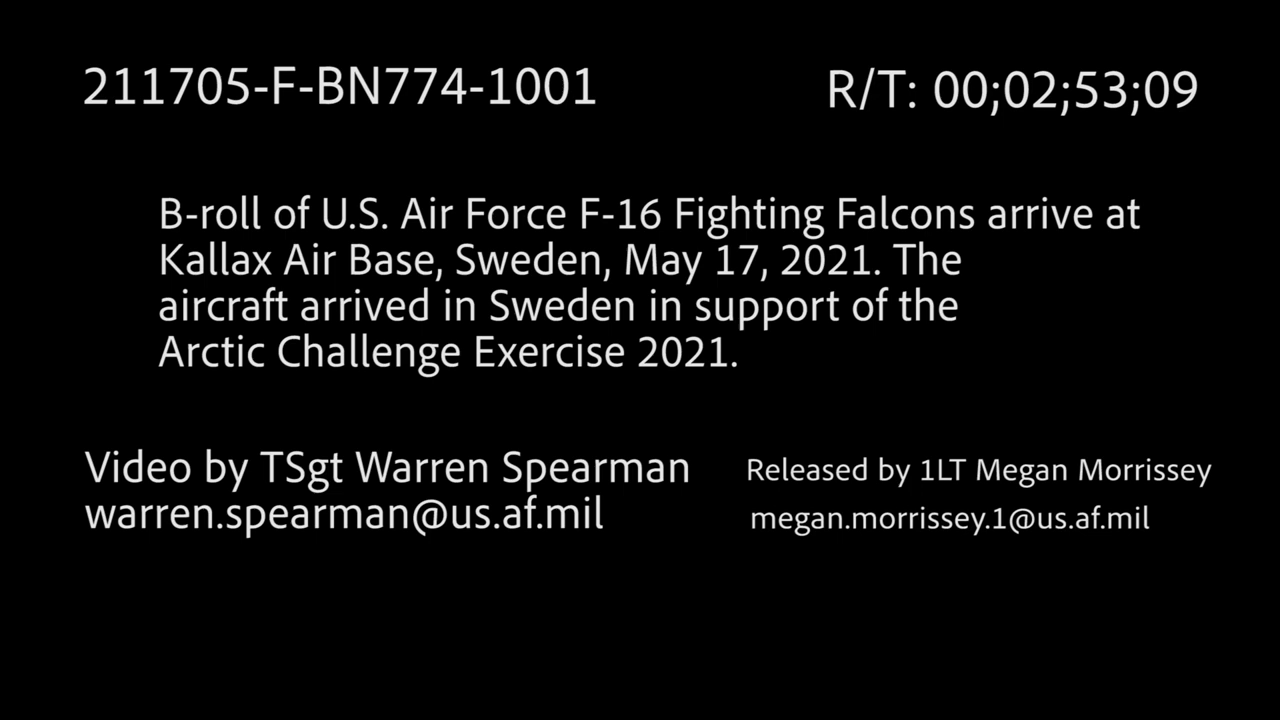 211705-F-BN774-1001
R/T: 00;02;53;09
B-roll of U.S. Air Force F-16 Fighting Falcons arrive at
Kallax Air Base, Sweden, May 17, 2021. The
aircraft arrived in Sweden in support of the
Arctic Challenge Exercise 2021.
Video by TSgt Warren Spearman
warren.spearman@us.af.mil
Released by 1LT Megan Morrissey
megan.morrissey.1@us.af.mil